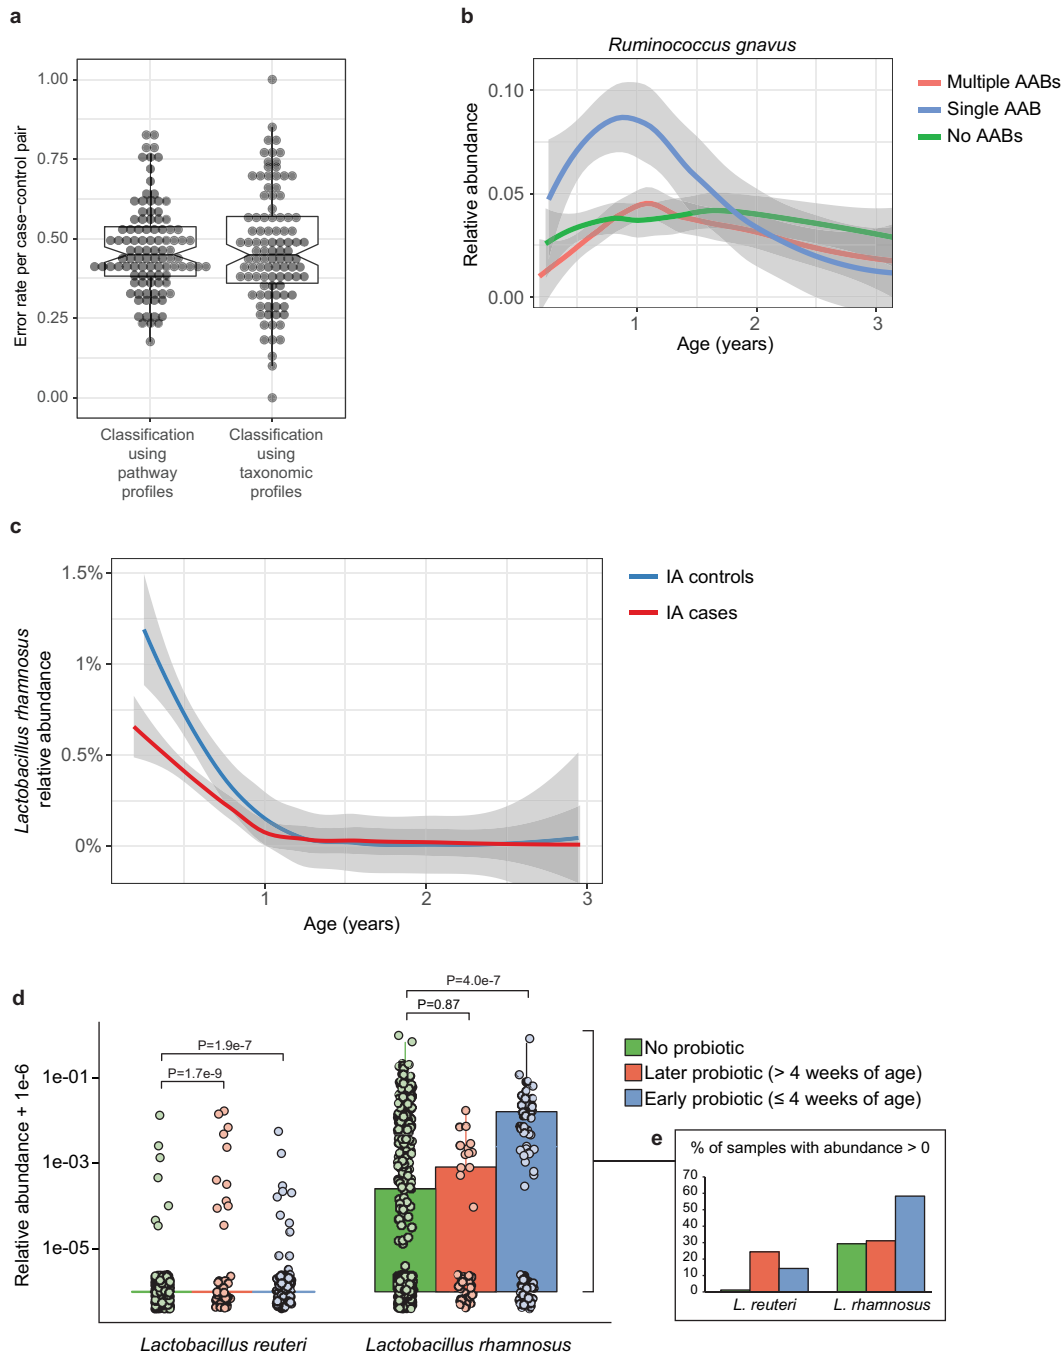 a
1.00
0.75
0.50
0.25
0.00
Error rate per case−control pair
Classification
using
pathway
profiles
Classification
using
taxonomic
profiles
b
Ruminococcus gnavus
0.10
0.05
0.00
Relative abundance
1
2
3
Age (years)
Multiple AABs
Single AAB
No AABs
c
1.5%
1%
0.5%
0%
Lactobacillus rhamnosus
relative abundance
1
2
3
Age (years)
IA controls
IA cases
d
P=4.0e-7
P=0.87
P=1.9e-7
P=1.7e-9
1e−01
1e−03
1e−05
Relative abundance + 1e-6
Lactobacillus reuteri
Lactobacillus rhamnosus
No probiotic
Later probiotic (> 4 weeks of age)
Early probiotic (≤ 4 weeks of age)
e
% of samples with abundance > 0
70
60
50
40
30
20
10
0
L. reuteri
L. rhamnosus